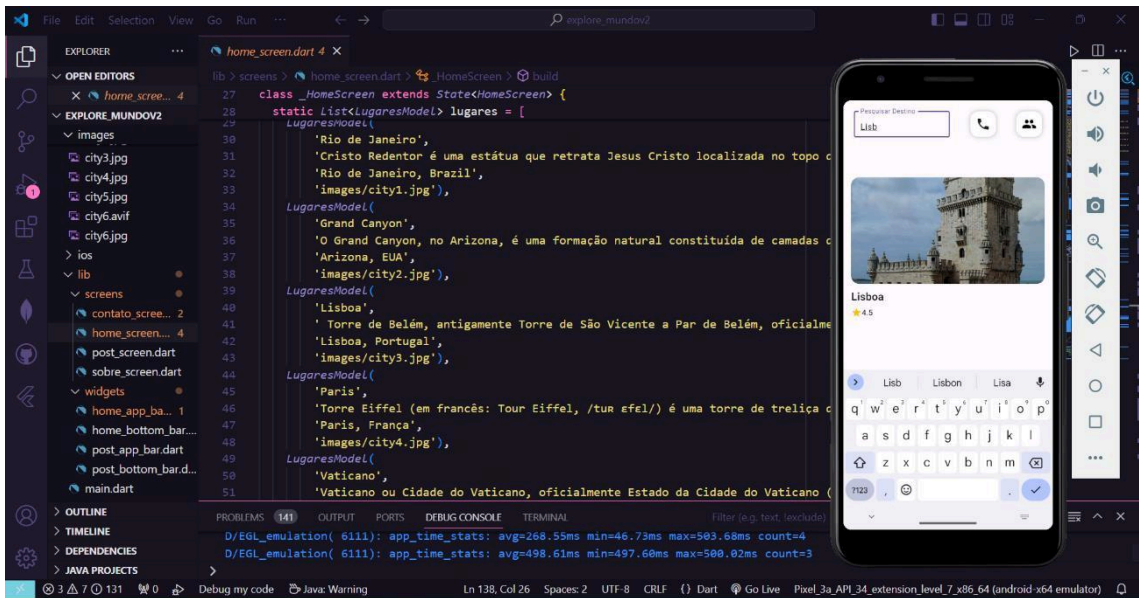 File Edit Selection View Go Run ··· explore_mundov2
EXPLORER ···
OPEN EDITORS
home_scree... 4
EXPLORE_MUNDOV2
images
city3.jpg
city4.jpg
city5.jpg
city6.avif
city6.jpg
ios
lib
screens
contato_scree... 2
home_screen.... 4
post_screen.dart
sobre_screen.dart
widgets
home_app_ba... 1
home_bottom_bar....
post_app_bar.dart
post_bottom_bar.d...
main.dart
OUTLINE
TIMELINE
DEPENDENCIES
JAVA PROJECTS
home_screen.dart 4
lib > screens > home_screen.dart > _HomeScreen > build
27 class _HomeScreen extends State<HomeScreen> {
28 static List<LugaresModel> lugares = [
29 LugaresModel(
30 'Rio de Janeiro',
31 'Cristo Redentor é uma estátua que retrata Jesus Cristo localizada no topo
32 'Rio de Janeiro, Brazil',
33 'images/city1.jpg'),
34 LugaresModel(
35 'Grand Canyon',
36 'O Grand Canyon, no Arizona, é uma formação natural constituída de camadas
37 'Arizona, EUA',
38 'images/city2.jpg'),
39 LugaresModel(
40 'Lisboa',
41 ' Torre de Belém, antigamente Torre de São Vicente a Par de Belém, oficialme
42 'Lisboa, Portugal',
43 'images/city3.jpg'),
44 LugaresModel(
45 'Paris',
46 'Torre Eiffel (em francês: Tour Eiffel, /tuʀ ɛfɛl/) é uma torre de treliça
47 'Paris, França',
48 'images/city4.jpg'),
49 LugaresModel(
50 'Vaticano',
51 'Vaticano ou Cidade do Vaticano, oficialmente Estado da Cidade do Vaticano (
PROBLEMS 141 OUTPUT PORTS DEBUG CONSOLE TERMINAL Filter (e.g. text, !exclude)
D/EGL_emulation( 6111): app_time_stats: avg=268.55ms min=46.73ms max=503.68ms count=4
D/EGL_emulation( 6111): app_time_stats: avg=498.61ms min=497.60ms max=500.02ms count=3
>
Pesquisar Destino
Lisb
Lisboa
4.5
Lisb Lisbon Lisa
q w e r t y u i o p
1 2 3 4 5 6 7 8 9 0
a s d f g h j k l
z x c v b n m
?123 , .
3 7 131 0 Debug my code Java: Warning Ln 138, Col 26 Spaces: 2 UTF-8 CRLF {} Dart Go Live Pixel_3a_API_34_extension_level_7_x86_64 (android-x64 emulator)